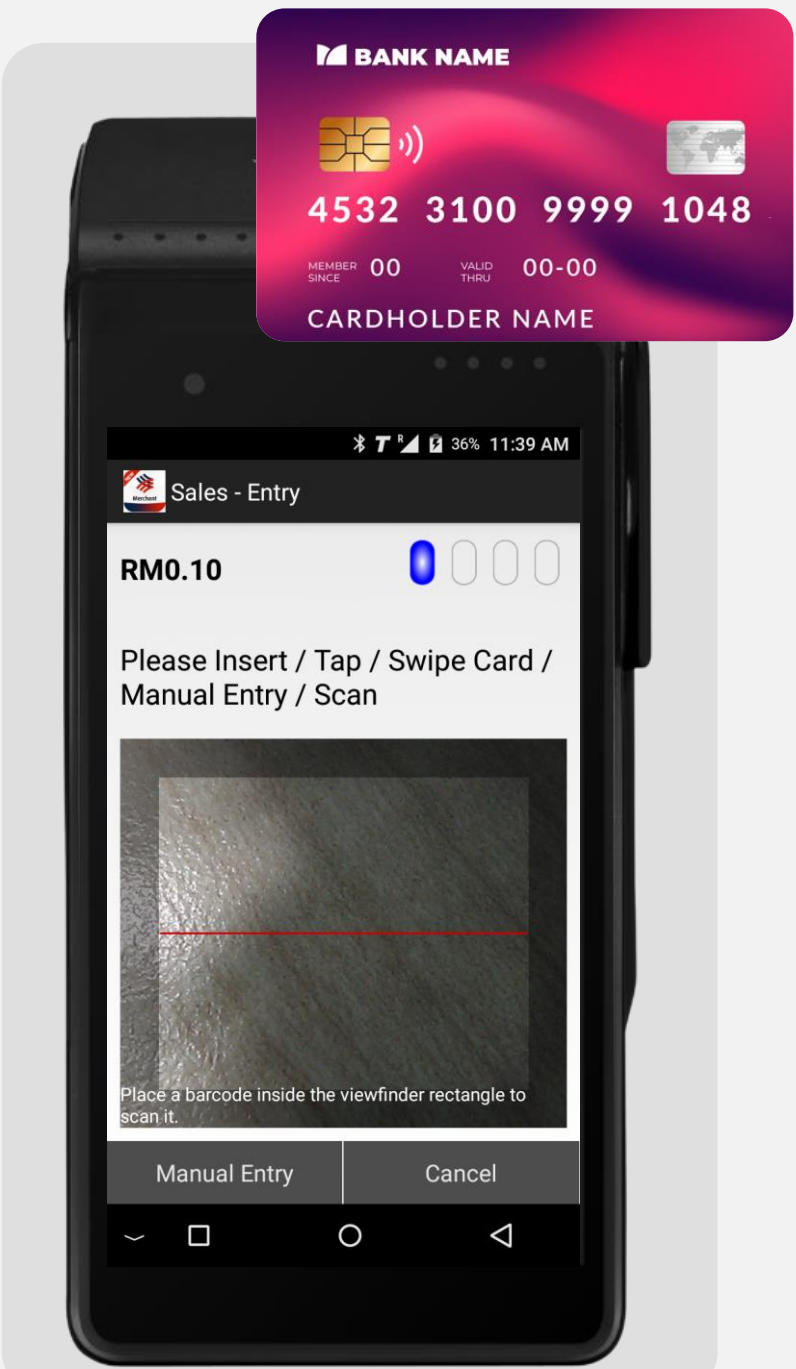 BANK NAME
4532 3100 9999 1048
MEMBER SINCE 00 VALID THRU 00-00
CARDHOLDER NAME
R 36% 11:39 AM
Merchant
Sales - Entry
RM0.10
Please Insert / Tap / Swipe Card /
Manual Entry / Scan
Place a barcode inside the viewfinder rectangle to
scan it.
Manual Entry Cancel